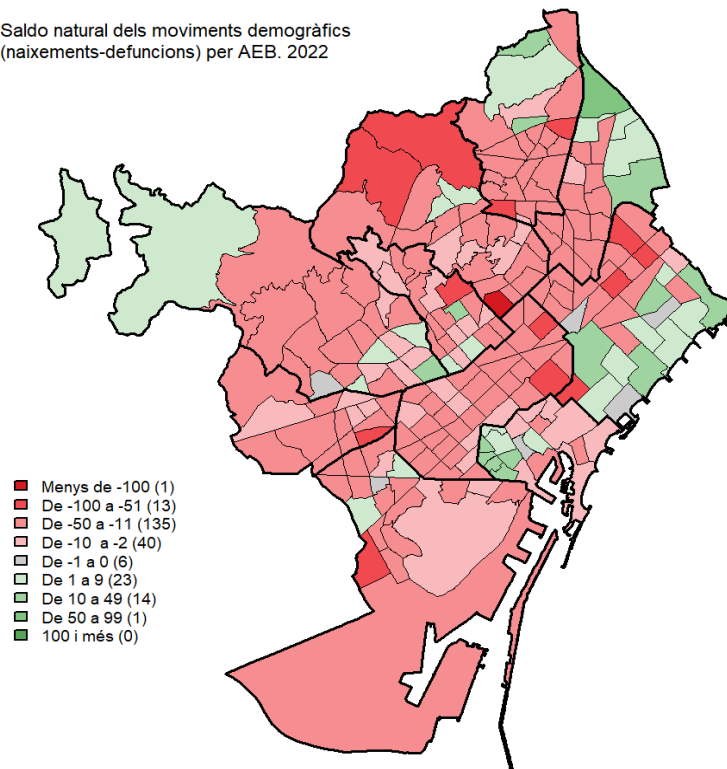 Saldo natural dels moviments demogràfics
(naixements-defuncions) per AEB. 2022
Menys de -100 (1)
De -100 a -51 (13)
De -50 a -11 (135)
De -10 a -2 (40)
De -1 a 0 (6)
De 1 a 9 (23)
De 10 a 49 (14)
De 50 a 99 (1)
100 i més (0)